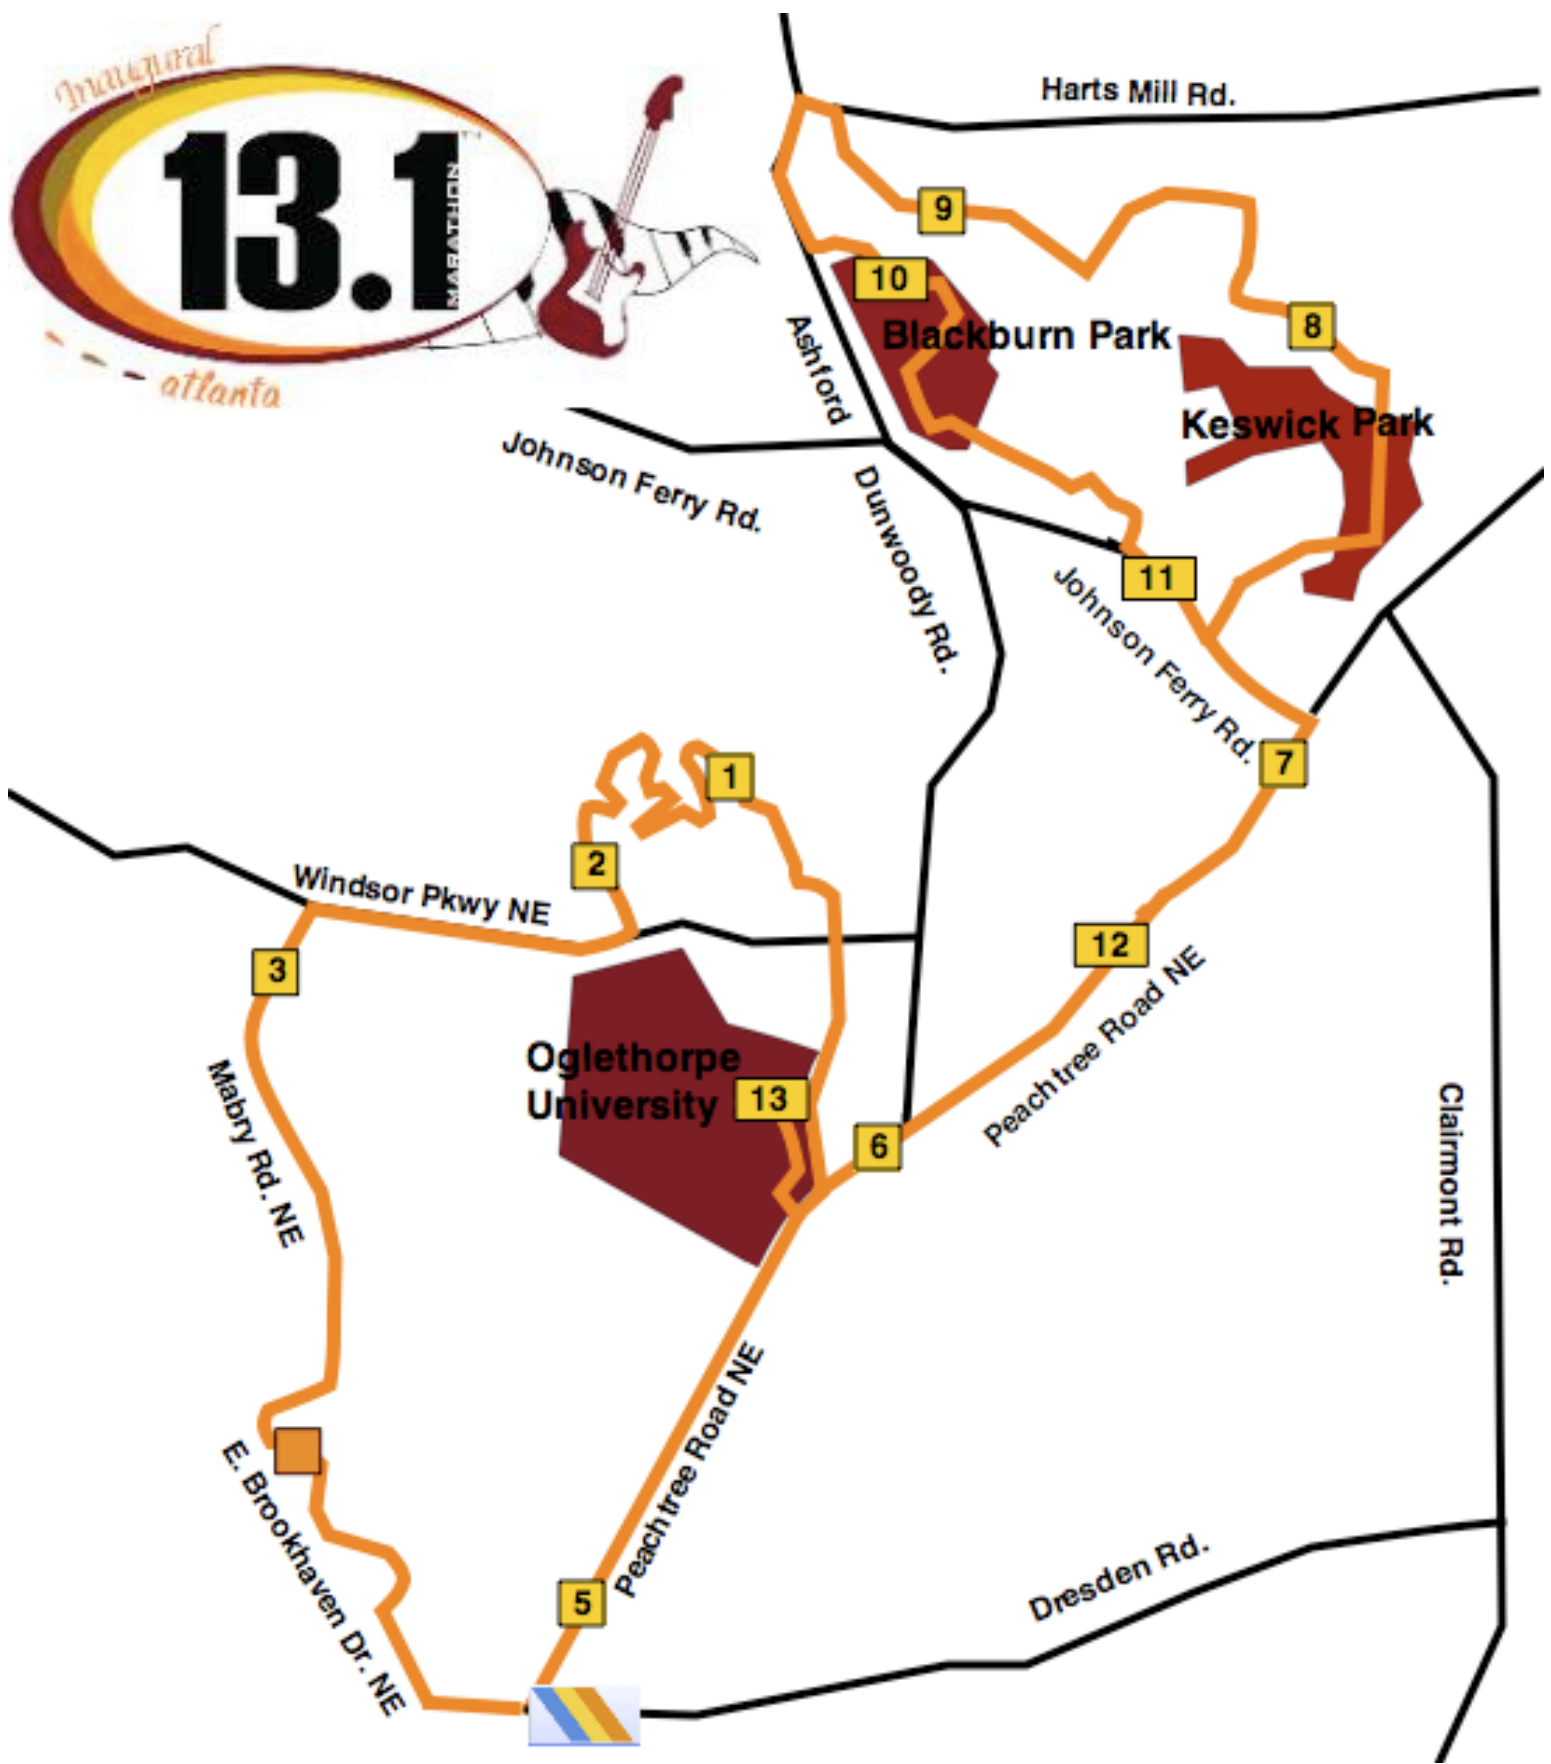 Inaugural
13.1
MARATHON
TM
atlanta
Harts Mill Rd.
9
10
Blackburn Park
8
Ashford
Keswick Park
Johnson Ferry Rd.
Dunwoody Rd.
11
Johnson Ferry Rd.
7
1
2
Windsor Pkwy NE
12
3
Peachtree Road NE
Oglethorpe
University
13
6
Mabry Rd. NE
Clairmont Rd.
Peachtree Road NE
E. Brookhaven Dr. NE
5
Dresden Rd.